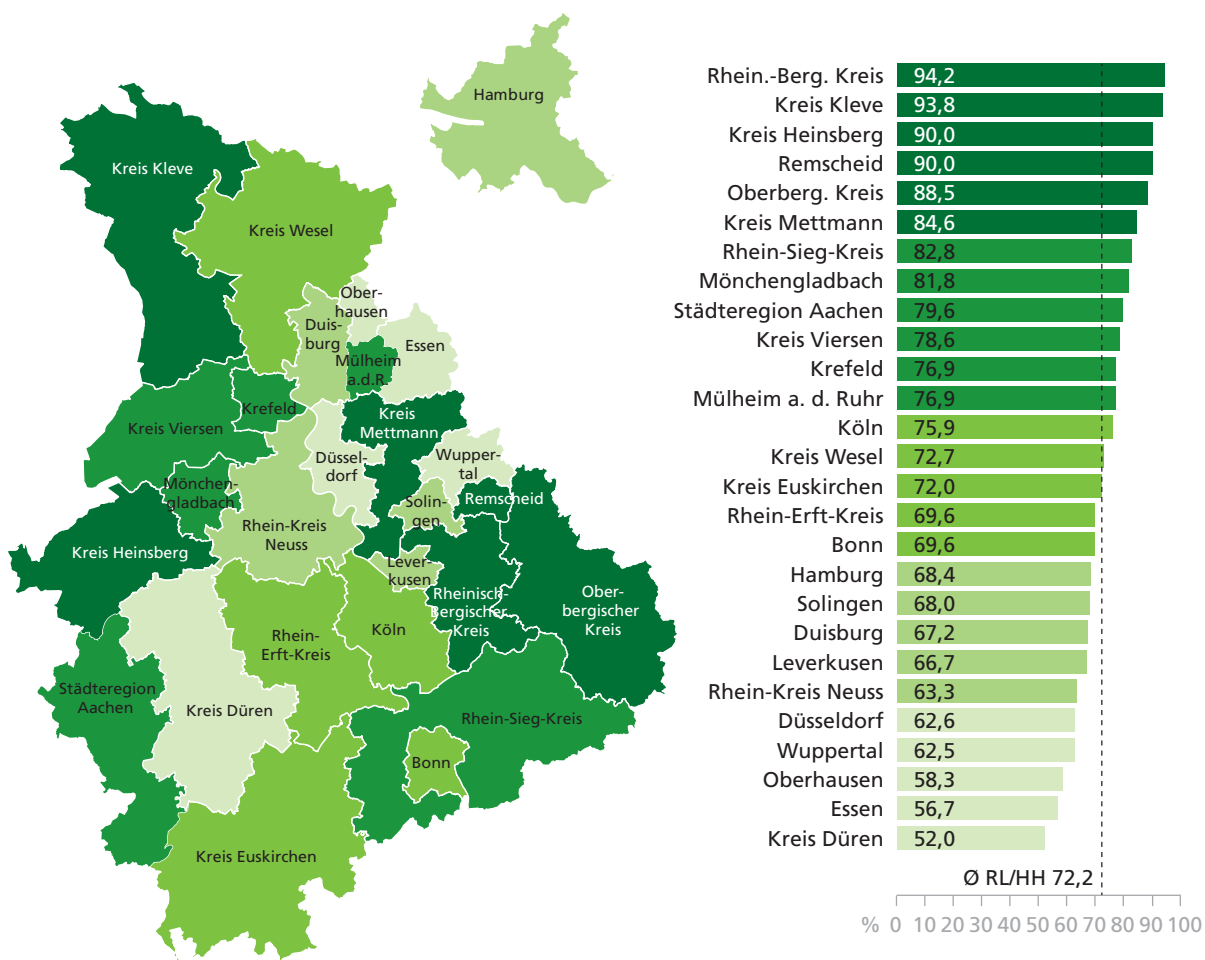 Hamburg
Kreis Kleve
Kreis Wesel
Ober-
hausen
Duis-
burg
Essen
Mülheim
a.d.R.
Krefeld
Kreis
Mettmann
Kreis Viersen
Düssel-
dorf
Wupper-
tal
Mönchen-
gladbach
Solin-
gen
Remscheid
Rhein-Kreis
Neuss
Kreis Heinsberg
Lever-
kusen
Rheinisch-
Bergischer
Kreis
Ober-
bergischer
Kreis
Köln
Rhein-
Erft-Kreis
Städteregion
Aachen
Kreis Düren
Rhein-Sieg-Kreis
Bonn
Kreis Euskirchen
Rhein.-Berg. Kreis 94,2
Kreis Kleve 93,8
Kreis Heinsberg 90,0
Remscheid 90,0
Oberberg. Kreis 88,5
Kreis Mettmann 84,6
Rhein-Sieg-Kreis 82,8
Mönchengladbach 81,8
Städteregion Aachen 79,6
Kreis Viersen 78,6
Krefeld 76,9
Mülheim a. d. Ruhr 76,9
Köln 75,9
Kreis Wesel 72,7
Kreis Euskirchen 72,0
Rhein-Erft-Kreis 69,6
Bonn 69,6
Hamburg 68,4
Solingen 68,0
Duisburg 67,2
Leverkusen 66,7
Rhein-Kreis Neuss 63,3
Düsseldorf 62,6
Wuppertal 62,5
Oberhausen 58,3
Essen 56,7
Kreis Düren 52,0
Ø RL/HH 72,2
% 0 10 20 30 40 50 60 70 80 90 100